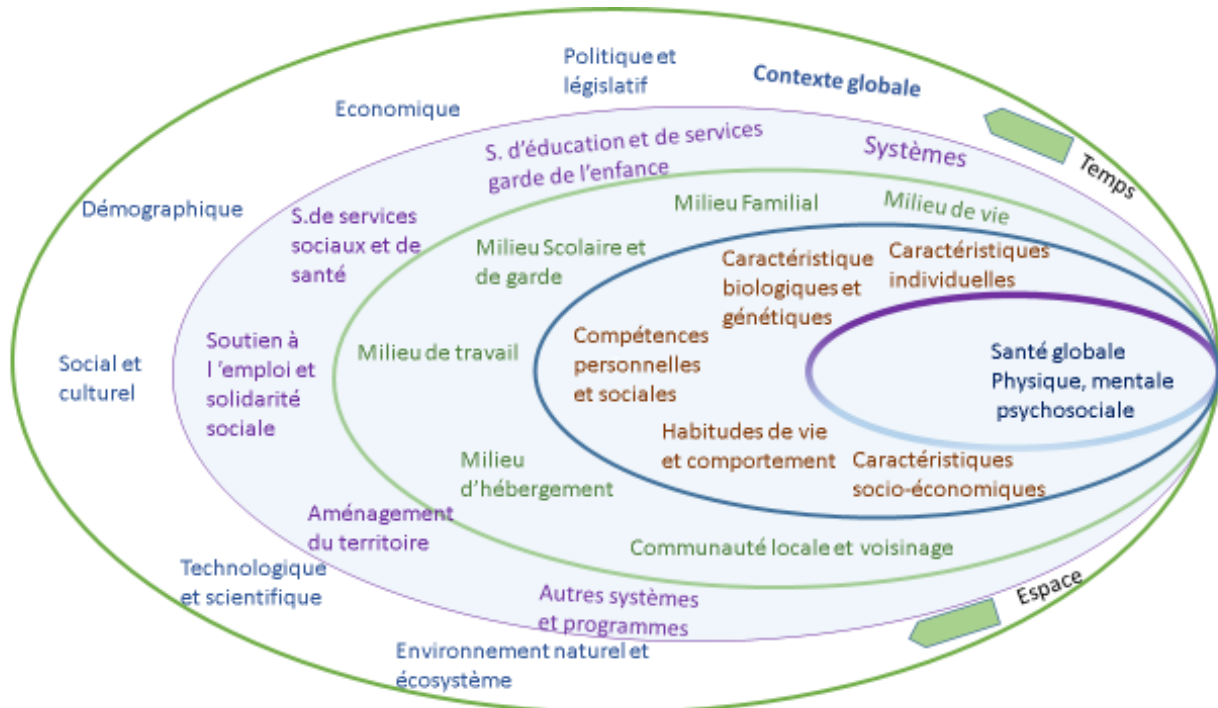 Politique et
législatif
Contexte globale
Economique
S. d'éducation et de services
garde de l'enfance
Systèmes
Temps
Démographique
S.de services
sociaux et de
santé
Milieu Familial
Milieu de vie
Milieu Scolaire et
de garde
Caractéristique
biologiques et
génétiques
Caractéristiques
individuelles
Social et
culturel
Soutien à
l 'emploi et
solidarité
sociale
Milieu de travail
Compétences
personnelles
et sociales
Santé globale
Physique, mentale
psychosociale
Habitudes de vie
et comportement
Caractéristiques
socio-économiques
Milieu
d'hébergement
Aménagement
du territoire
Communauté locale et voisinage
Technologique
et scientifique
Autres systèmes
et programmes
Espace
Environnement naturel et
écosystème